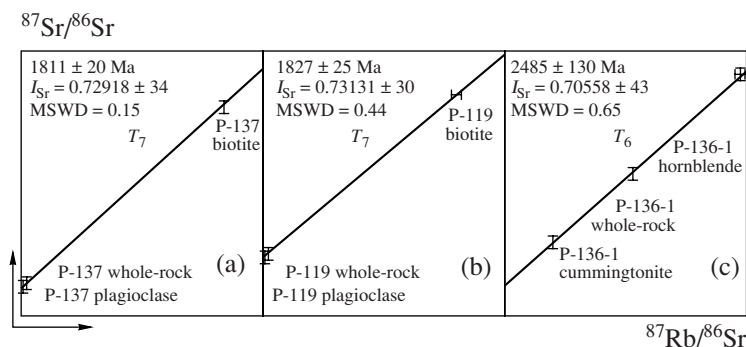 ⁸⁷Sr/⁸⁶Sr
1811 ± 20 Ma
I_Sr = 0.72918 ± 34
MSWD = 0.15
T₇
P-137
biotite
P-137 whole-rock
P-137 plagioclase
(a)
1827 ± 25 Ma
I_Sr = 0.73131 ± 30
MSWD = 0.44
T₇
P-119
biotite
P-119 whole-rock
P-119 plagioclase
(b)
2485 ± 130 Ma
I_Sr = 0.70558 ± 43
MSWD = 0.65
T₆
P-136-1
hornblende
P-136-1
whole-rock
P-136-1
cummingtonite
(c)
⁸⁷Rb/⁸⁶Sr